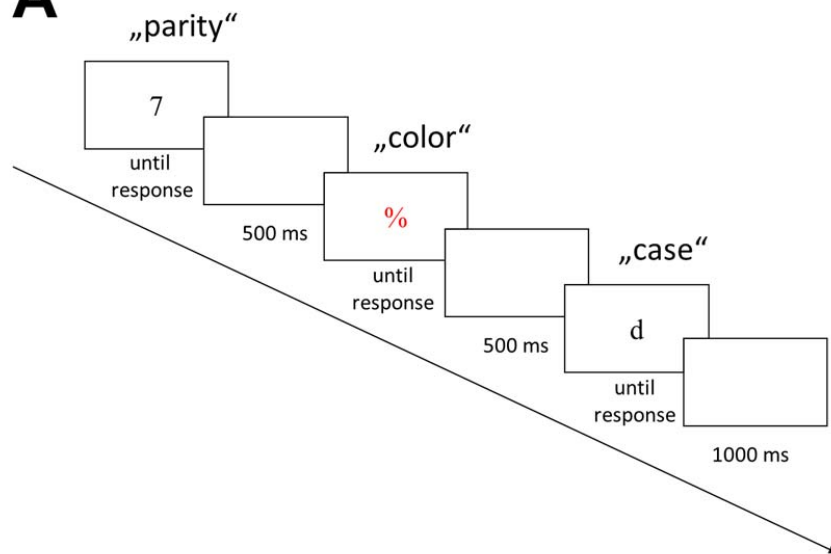 A
„parity“
7
until
response
500 ms
„color“
%
until
response
500 ms
„case“
d
until
response
1000 ms